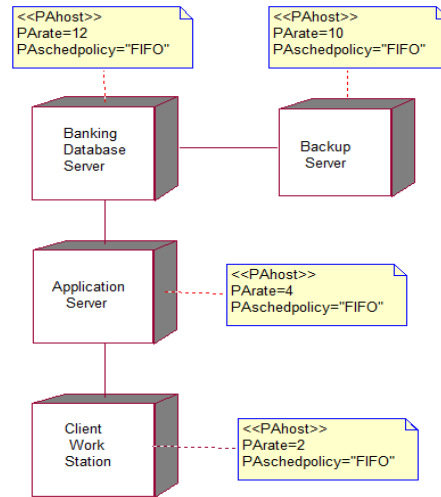 <<PAhost>>
PArate=12
PAschedpolicy="FIFO"
<<PAhost>>
PArate=10
PAschedpolicy="FIFO"
Banking
Database
Server
Backup
Server
Application
Server
<<PAhost>>
PArate=4
PAschedpolicy="FIFO"
Client
Work
Station
<<PAhost>>
PArate=2
PAschedpolicy="FIFO"